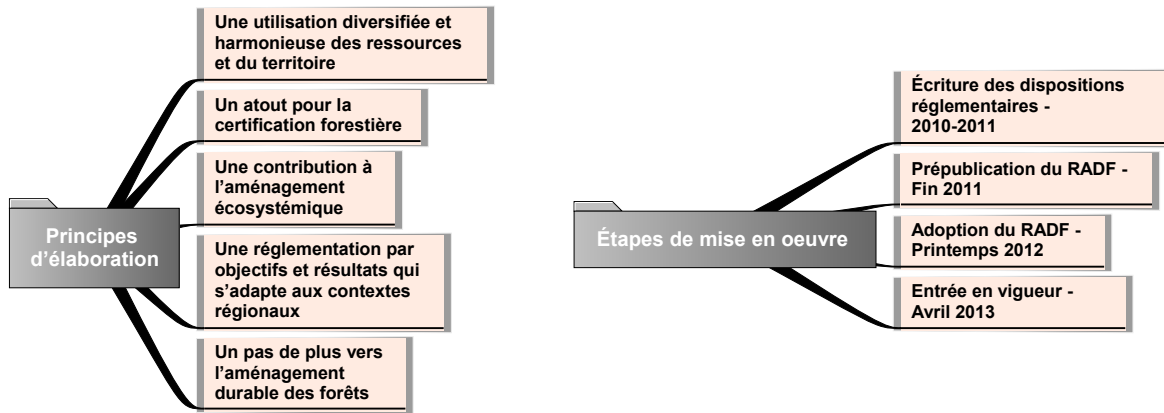 Principes
d’élaboration
Une utilisation diversifiée et
harmonieuse des ressources
et du territoire
Un atout pour la
certification forestière
Une contribution à
l’aménagement
écosystémique
Une réglementation par
objectifs et résultats qui
s’adapte aux contextes
régionaux
Un pas de plus vers
l’aménagement
durable des forêts
Étapes de mise en oeuvre
Écriture des dispositions
réglementaires -
2010-2011
Prépublication du RADF -
Fin 2011
Adoption du RADF -
Printemps 2012
Entrée en vigueur -
Avril 2013